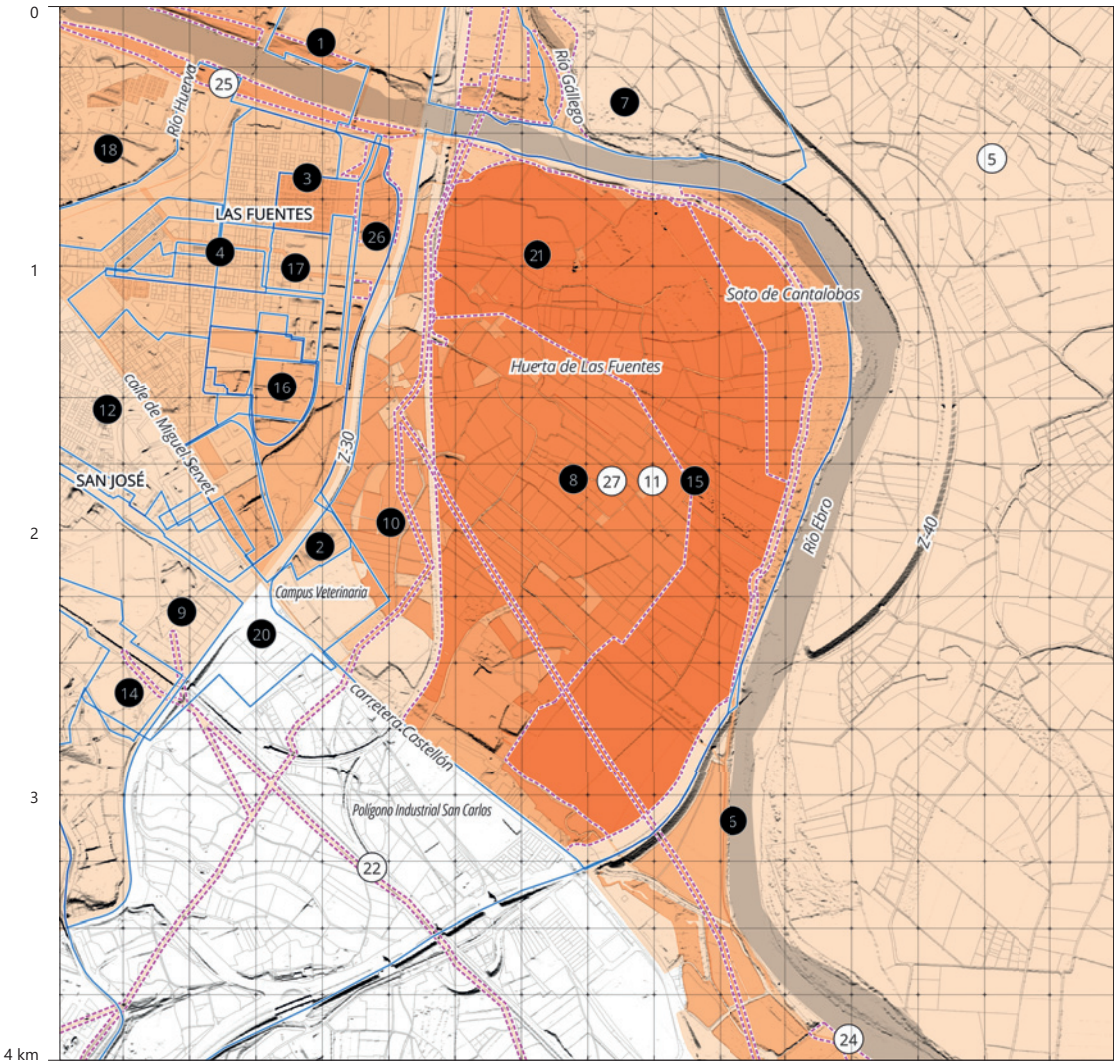 0
1
25
Río Huerva
Río Gállego
7
18
5
3
LAS FUENTES
26
4
17
21
1
Soto de Cantalobos
Huerta de Las Fuentes
16
calle de Miguel Servet
12
Z-30
SAN JOSÉ
8
27
11
15
10
Río Ebro
Z-40
2
2
Campus Veterinaria
9
20
14
carretera Castellón
3
Polígono Industrial San Carlos
6
22
24
4 km